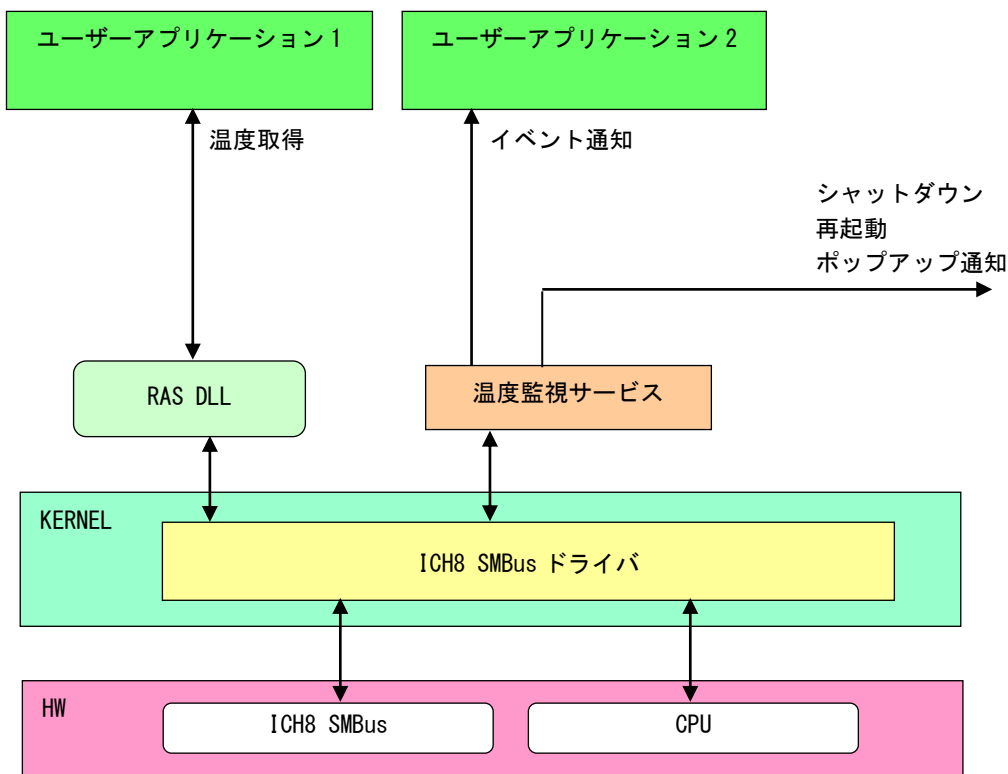 ユーザーアプリケーション1
ユーザーアプリケーション2
温度取得
イベント通知
シャットダウン
再起動
ポップアップ通知
RAS DLL
温度監視サービス
KERNEL
ICH8 SMBus ドライバ
HW
ICH8 SMBus
CPU